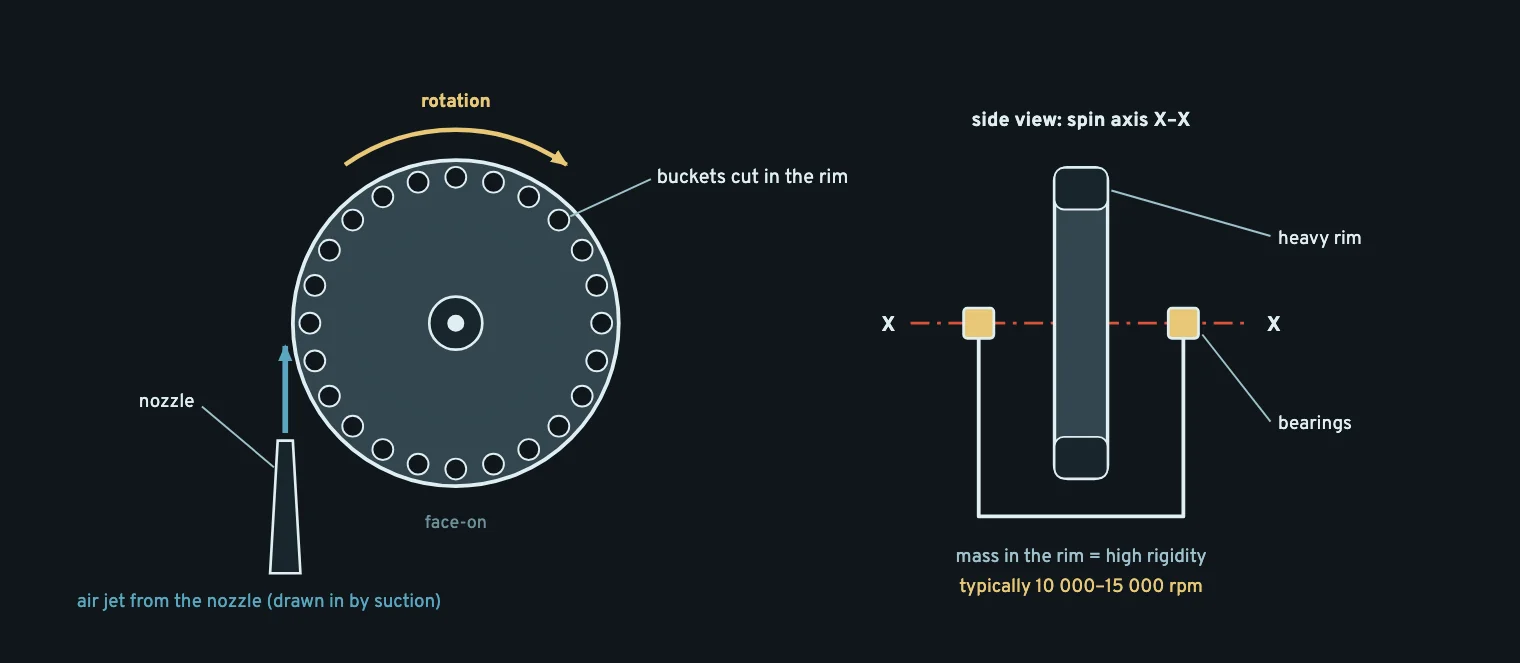 rotation
buckets cut in the rim
nozzle
face-on
air jet from the nozzle (drawn in by suction)
side view: spin axis X–X
heavy rim
X
X
bearings
mass in the rim = high rigidity
typically 10 000–15 000 rpm